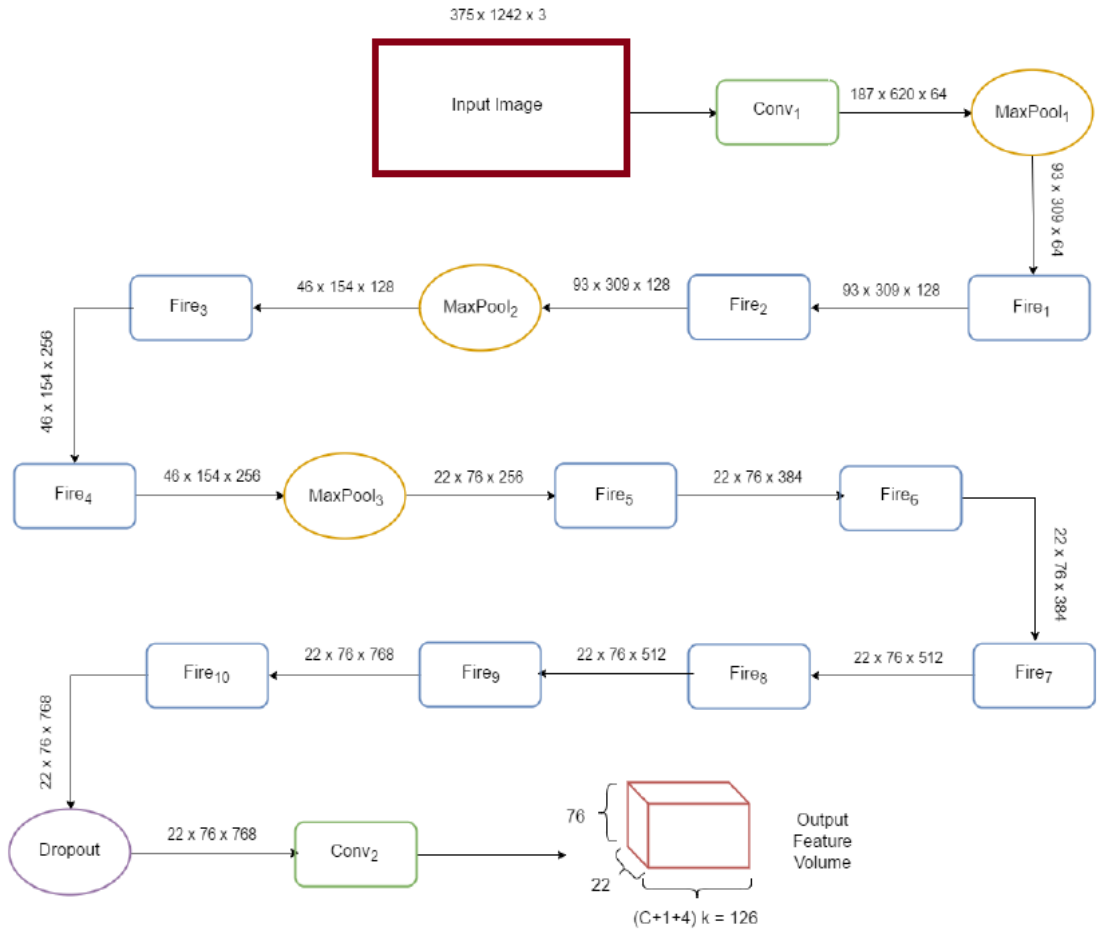 375 x 1242 x 3
Input Image
Conv1
187 x 620 x 64
MaxPool1
93 x 309 x 64
Fire3
46 x 154 x 128
MaxPool2
93 x 309 x 128
Fire2
93 x 309 x 128
Fire1
46 x 154 x 256
Fire4
46 x 154 x 256
MaxPool3
22 x 76 x 256
Fire5
22 x 76 x 384
Fire6
22 x 76 x 384
Fire10
22 x 76 x 768
Fire9
22 x 76 x 512
Fire8
22 x 76 x 512
Fire7
22 x 76 x 768
Dropout
22 x 76 x 768
Conv2
76
22
(C+1+4) k = 126
Output
Feature
Volume